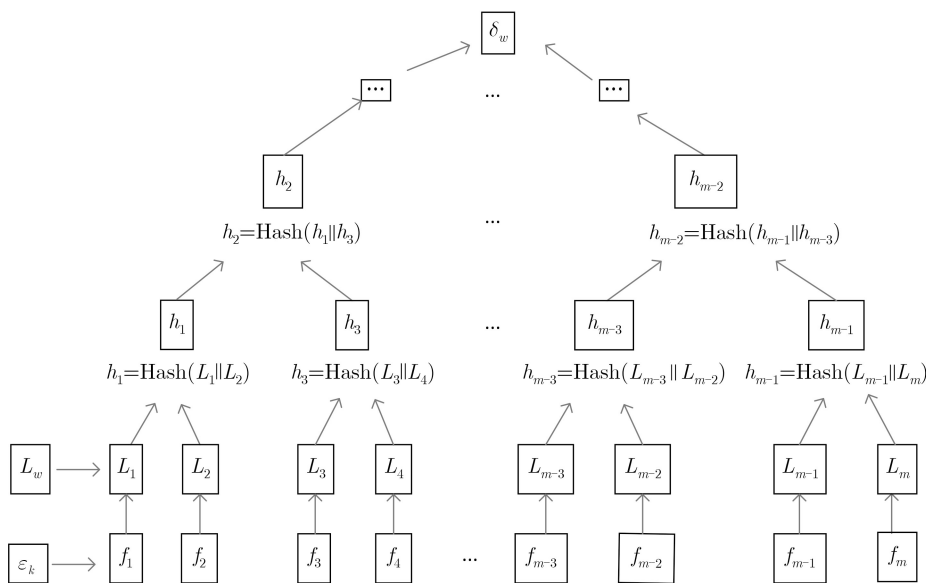 δ_w
... ... ...
h_2 h_{m-2}
...
h_2=Hash(h_1||h_3) h_{m-2}=Hash(h_{m-1}||h_{m-3})
h_1 h_3 ... h_{m-3} h_{m-1}
h_1=Hash(L_1||L_2) h_3=Hash(L_3||L_4) h_{m-3}=Hash(L_{m-3}||L_{m-2}) h_{m-1}=Hash(L_{m-1}||L_m)
L_w L_1 L_2 L_3 L_4 L_{m-3} L_{m-2} L_{m-1} L_m
ε_k f_1 f_2 f_3 f_4 ... f_{m-3} f_{m-2} f_{m-1} f_m